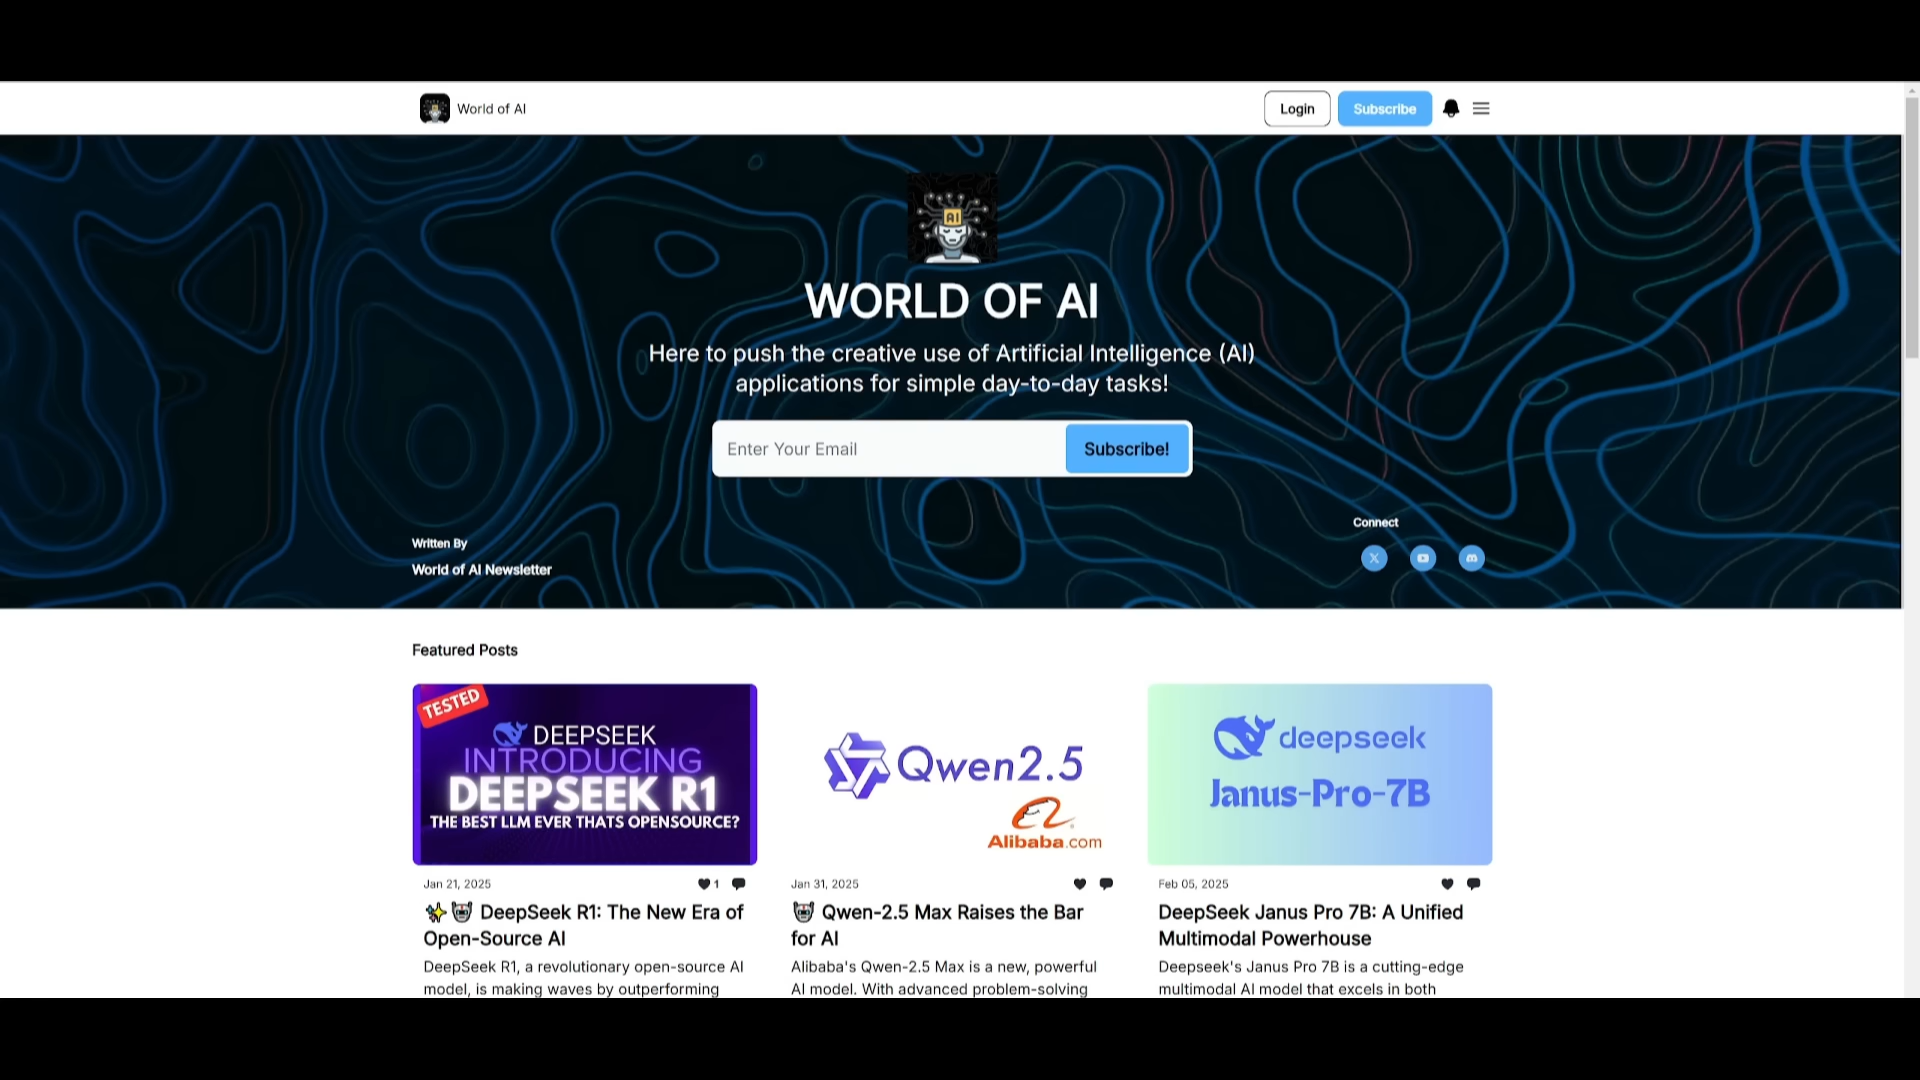 World of AI
Login
Subscribe
AI
WORLD OF AI
Here to push the creative use of Artificial Intelligence (AI)
applications for simple day-to-day tasks!
Enter Your Email
Subscribe!
Connect
Written By
World of AI Newsletter
Featured Posts
TESTED
DEEPSEEK
INTRODUCING
DEEPSEEK R1
THE BEST LLM EVER THATS OPENSOURCE?
Jan 21, 2025
1
DeepSeek R1: The New Era of
Open-Source AI
DeepSeek R1, a revolutionary open-source AI
model, is making waves by outperforming
Qwen2.5
Alibaba.com
Jan 31, 2025
Qwen-2.5 Max Raises the Bar
for AI
Alibaba's Qwen-2.5 Max is a new, powerful
AI model. With advanced problem-solving
deepseek
Janus-Pro-7B
Feb 05, 2025
DeepSeek Janus Pro 7B: A Unified
Multimodal Powerhouse
Deepseek's Janus Pro 7B is a cutting-edge
multimodal AI model that excels in both